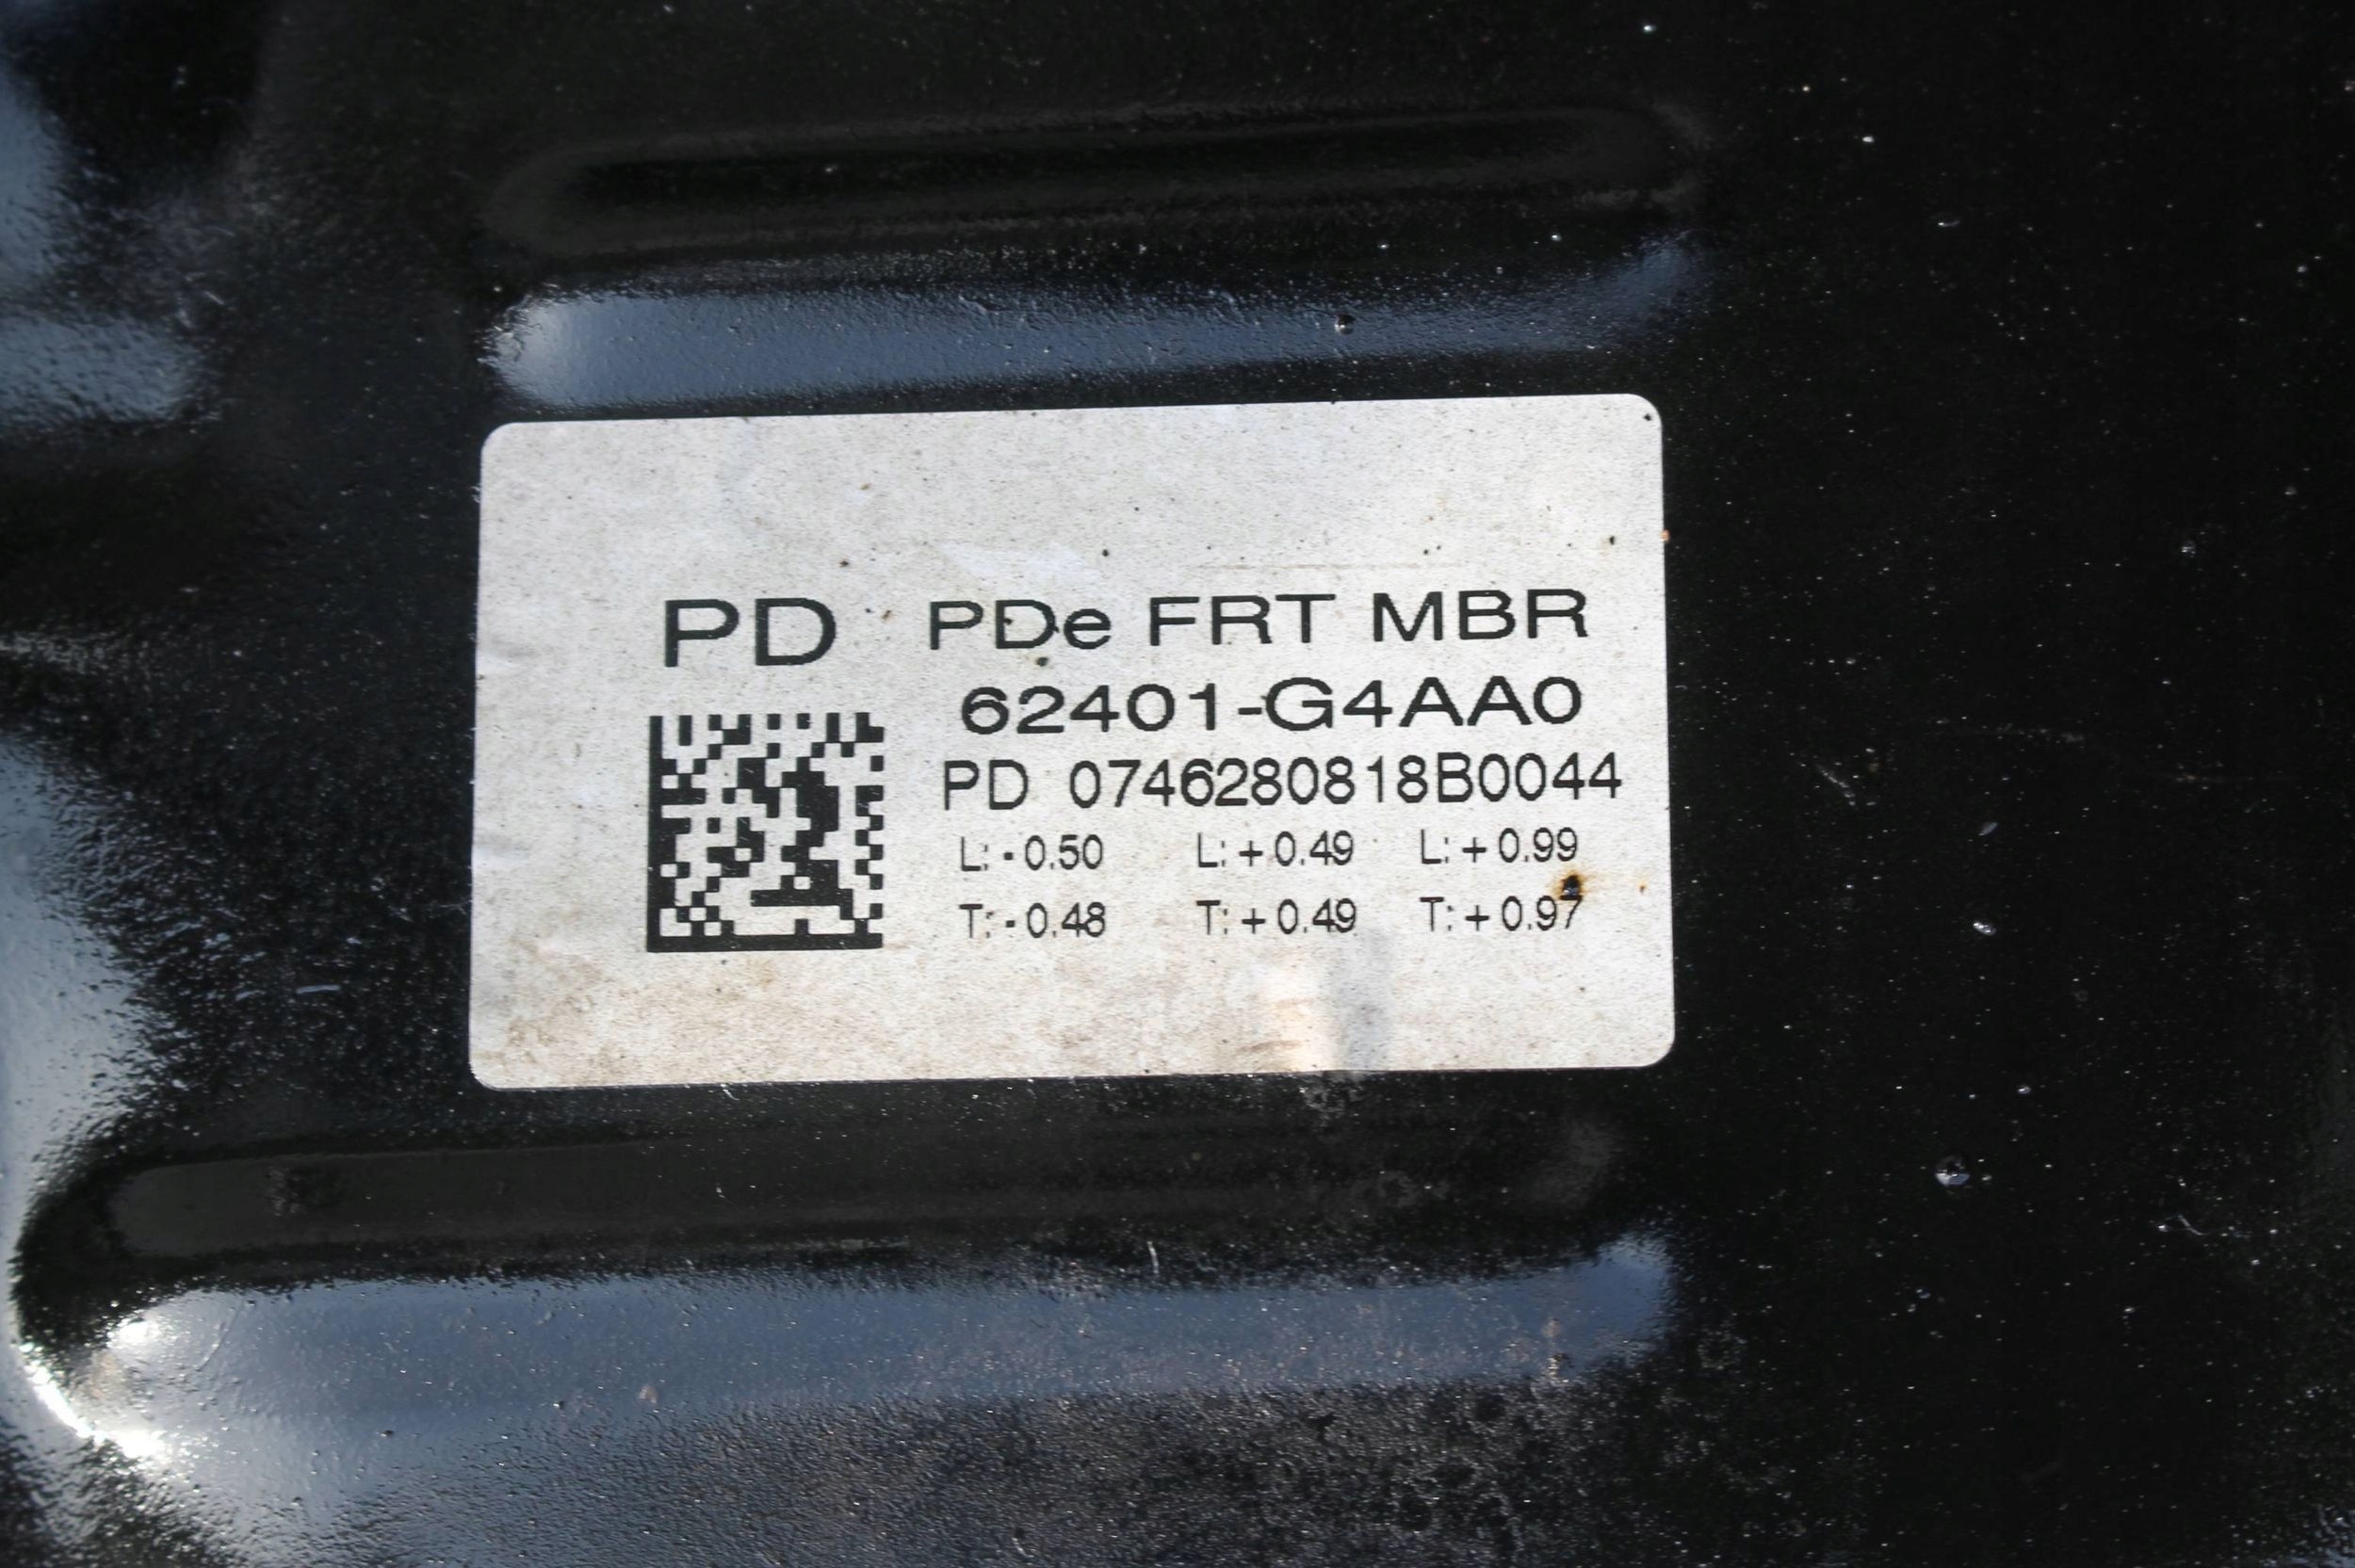 PD PDe FRT MBR
62401-G4AA0
PD 0746280818B0044
L: - 0.50 L: + 0.49 L: + 0.99
T: - 0.48 T: + 0.49 T: + 0.97